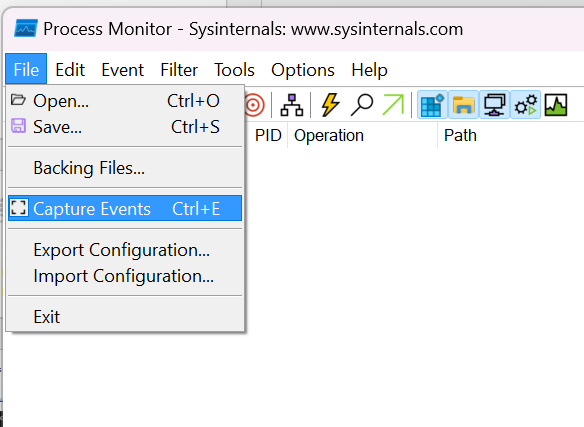 Process Monitor - Sysinternals: www.sysinternals.com
File Edit Event Filter Tools Options Help
Open... Ctrl+O
Save... Ctrl+S
PID Operation Path
Backing Files...
Capture Events Ctrl+E
Export Configuration...
Import Configuration...
Exit